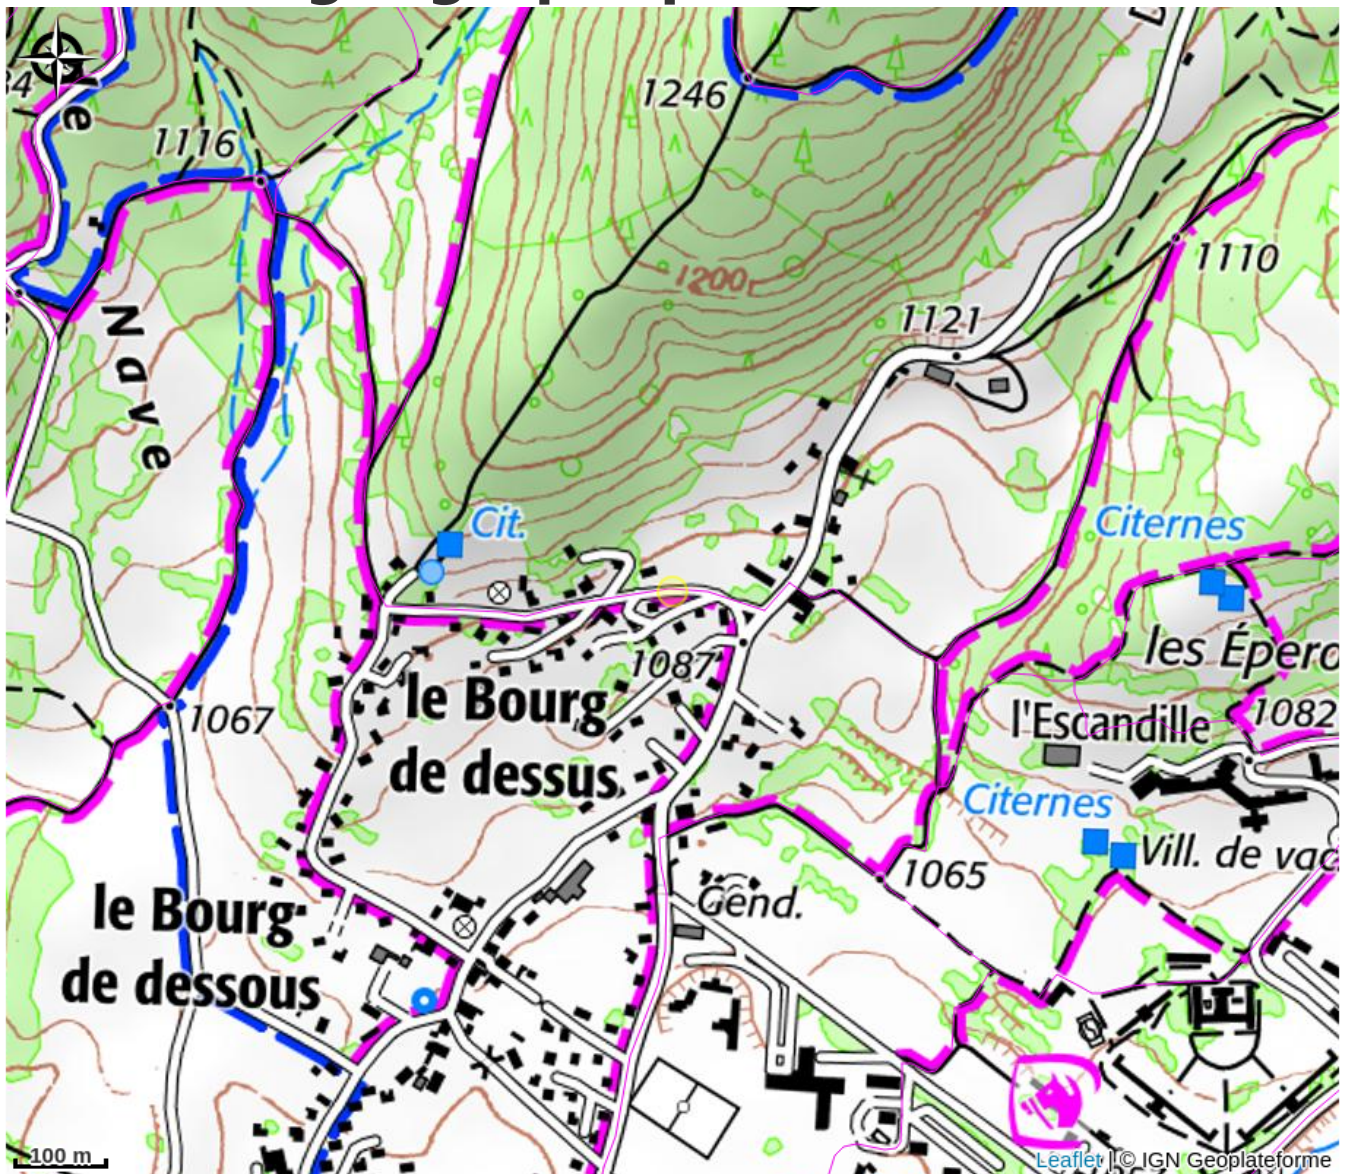 1246
1116
Nave
1110
1200
1121
Cit.
Citernes
1087
les Épero
le Bourg
de dessus
1067
l'Escandille
1082
Citernes
Vill. de vac
1065
Gend.
le Bourg
de dessous
100 m
Leaflet | © IGN Geoplateforme